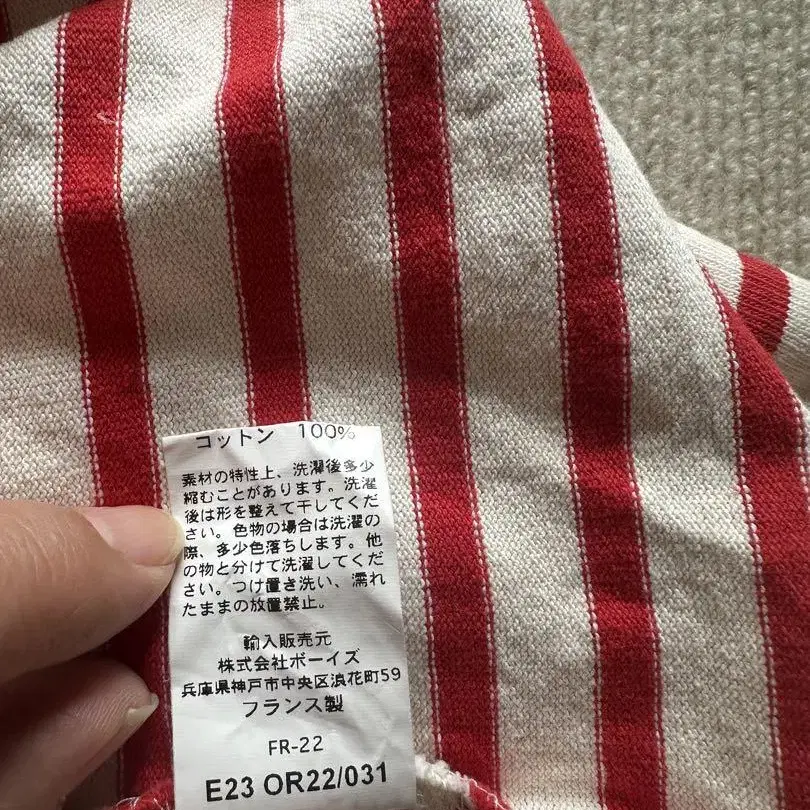 コットン 100%
素材の特性上、洗濯後多少
縮むことがあります。洗濯
後は形を整えて干してくだ
さい。色物の場合は洗濯の
際、多少色落ちします。他
の物と分けて洗濯してくだ
さい。つけ置き洗い、濡れ
たままの放置禁止。
輸入販売元
株式会社ボーイズ
兵庫県神戸市中央区浪花町59
フランス製
FR-22
E23 OR22/031